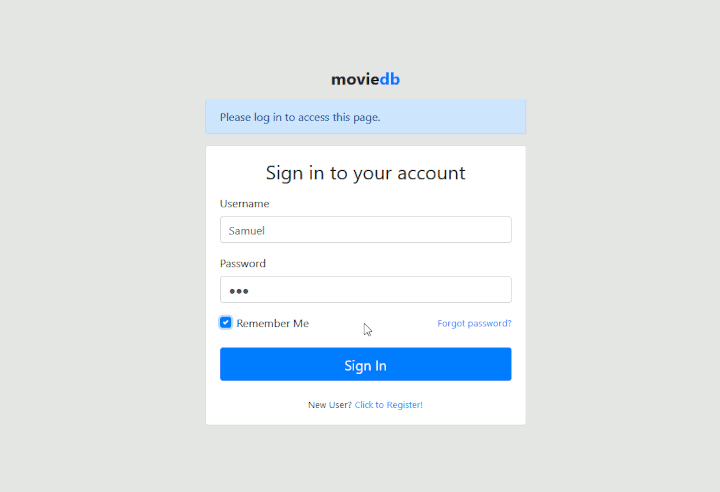 moviedb
Please log in to access this page.
Sign in to your account
Username
Samuel
Password
●●●
Remember Me Forgot password?
Sign In
New User? Click to Register!